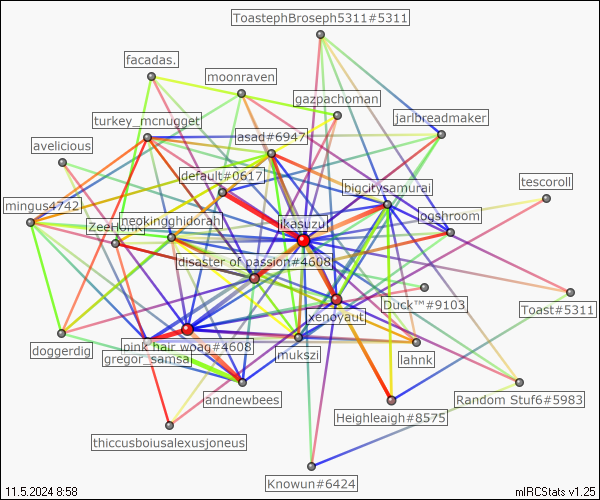 ToastephBroseph5311#5311
facadas.
moonraven
gazpachoman
turkey_mcnugget
jarlbreadmaker
asad#6947
avelicious
default#0617
bigcitysamurai
tescoroll
mingus4742
neokingghidorah
ikasuzu
logshroom
ZeeHonk
disaster of passion#4608
Duck™#9103
Toast#5311
xenoyaut
pink hair woag#4608
doggerdig
gregor_samsa
mukszi
lahnk
andnewbees
Random Stuf6#5983
Heighleaigh#8575
thiccusboiusalexusjoneus
Knowun#6424
11.5.2024 8:58
mIRCStats v1.25